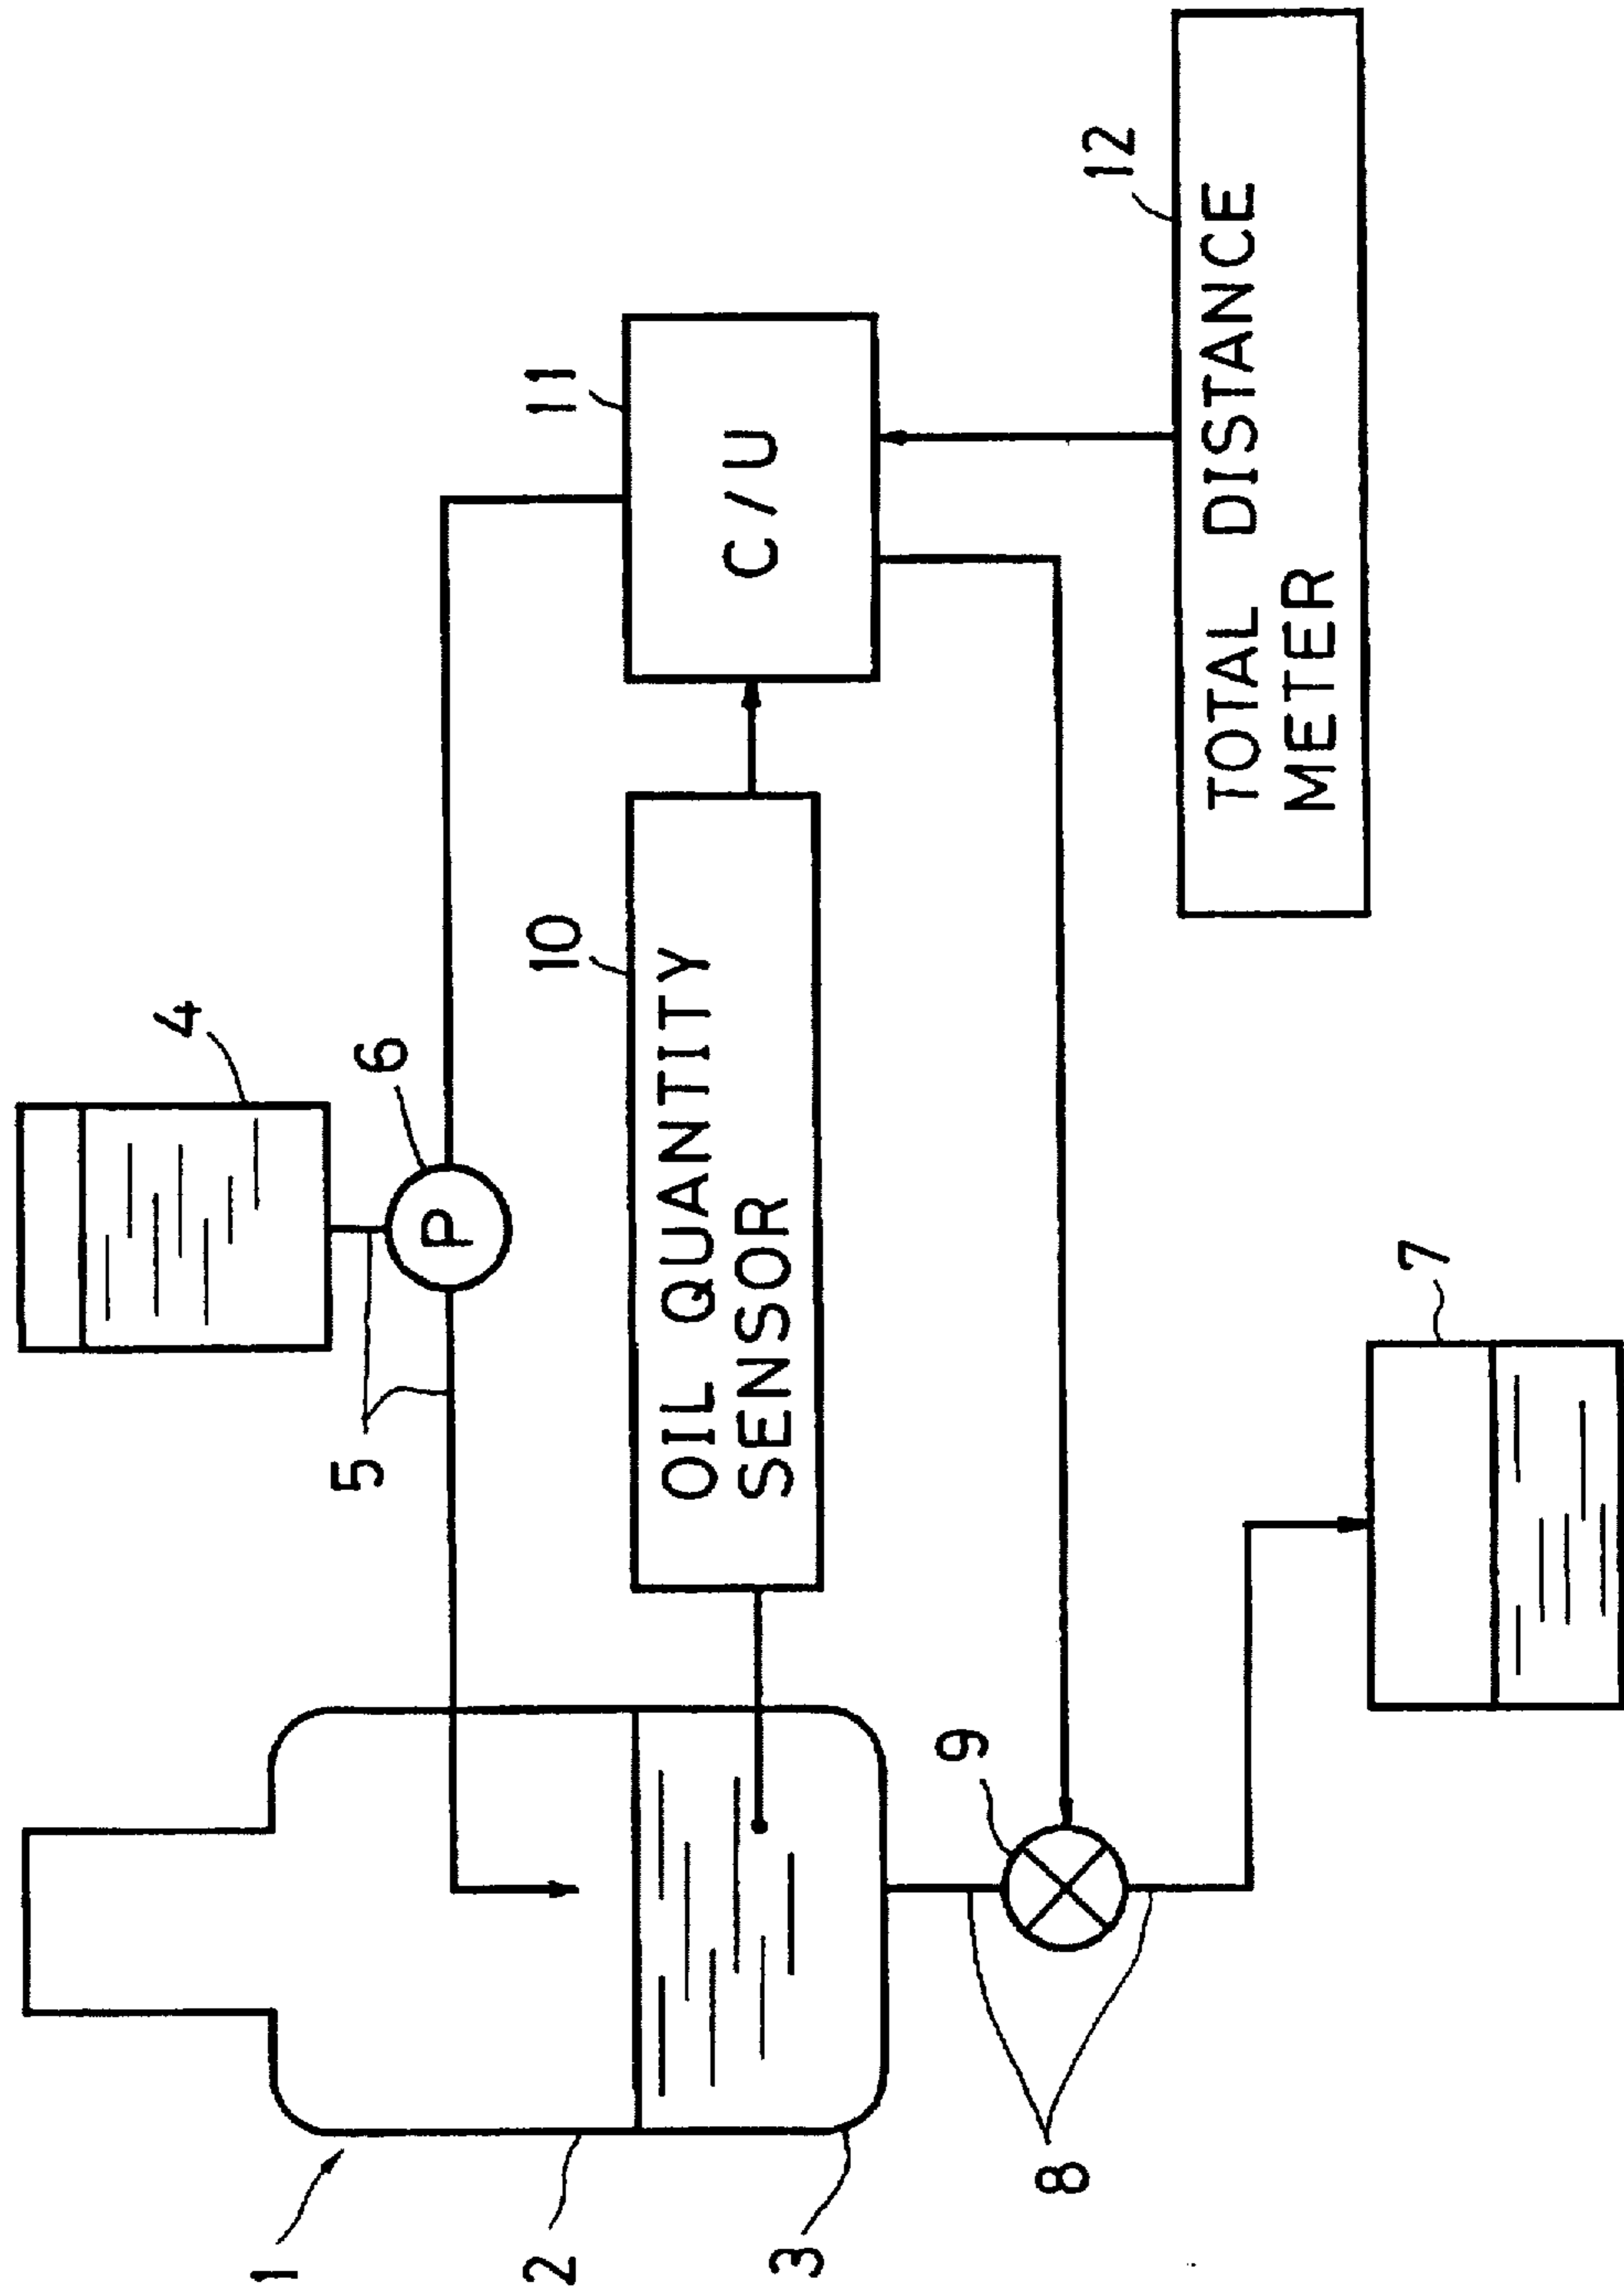 1
2
3
4
5
6
P
7
8
9
10
OIL QUANTITY
SENSOR
11
C/U
12
TOTAL DISTANCE
METER